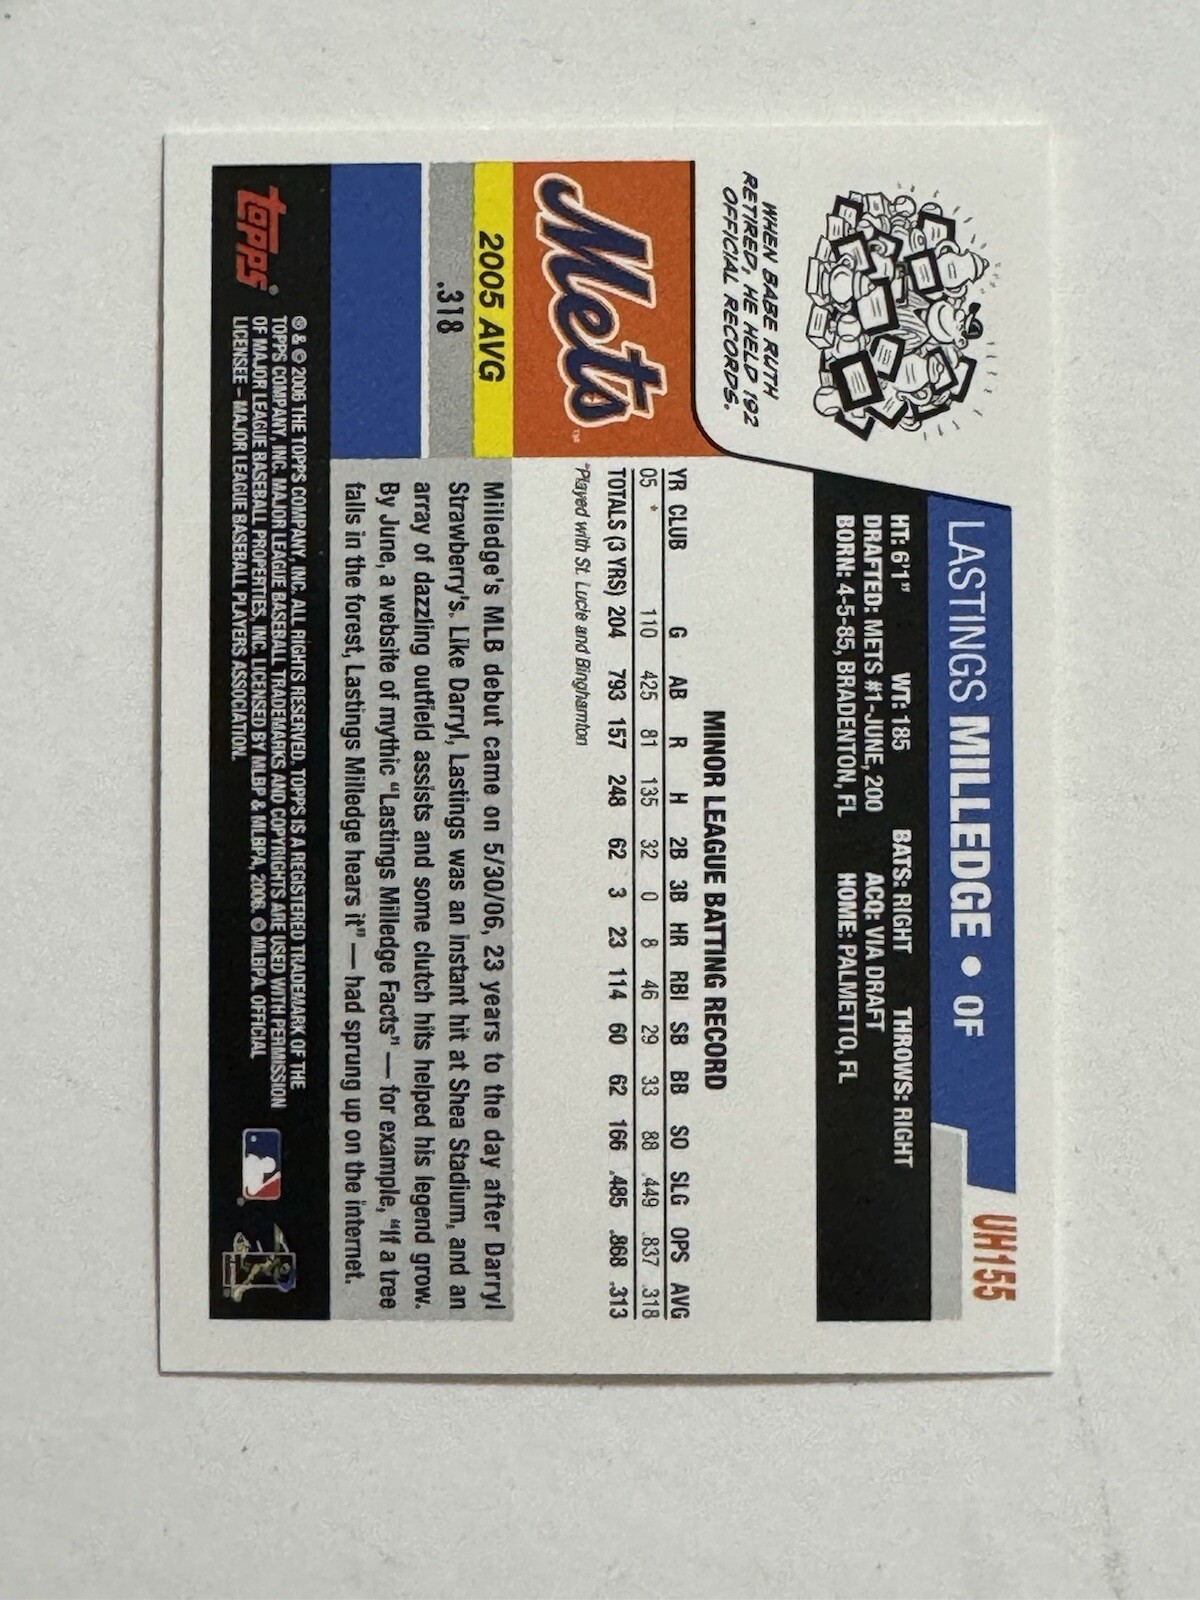 UH155
LASTINGS MILLEDGE • OF
HT: 6'1" WT: 185 BATS: RIGHT THROWS: RIGHT
DRAFTED: METS #1-JUNE, 200 ACQ: VIA DRAFT
BORN: 4-5-85, BRADENTON, FL HOME: PALMETTO, FL
WHEN BABE RUTH
RETIRED, HE HELD 192
OFFICIAL RECORDS.
MINOR LEAGUE BATTING RECORD
YR CLUB G AB R H 2B 3B HR RBI SB BB SO SLG OPS AVG
05 * 110 425 81 135 32 0 8 46 29 33 88 .449 .837 .318
TOTALS (3 YRS) 204 793 157 248 62 3 23 114 60 62 166 .485 .868 .313
*Played with St. Lucie and Binghamton
Mets™
2005 AVG
.318
Milledge's MLB debut came on 5/30/06, 23 years to the day after Darryl
Strawberry's. Like Darryl, Lastings was an instant hit at Shea Stadium, and an
array of dazzling outfield assists and some clutch hits helped his legend grow.
By June, a website of mythic "Lastings Milledge Facts" — for example, "If a tree
falls in the forest, Lastings Milledge hears it" — had sprung up on the internet.
topps®
® & © 2006 THE TOPPS COMPANY, INC. ALL RIGHTS RESERVED. TOPPS IS A REGISTERED TRADEMARK OF THE
TOPPS COMPANY, INC. MAJOR LEAGUE BASEBALL TRADEMARKS AND COPYRIGHTS ARE USED WITH PERMISSION
OF MAJOR LEAGUE BASEBALL PROPERTIES, INC. LICENSED BY MLBP & MLBPA, 2006. © MLBPA. OFFICIAL
LICENSEE – MAJOR LEAGUE BASEBALL PLAYERS ASSOCIATION.